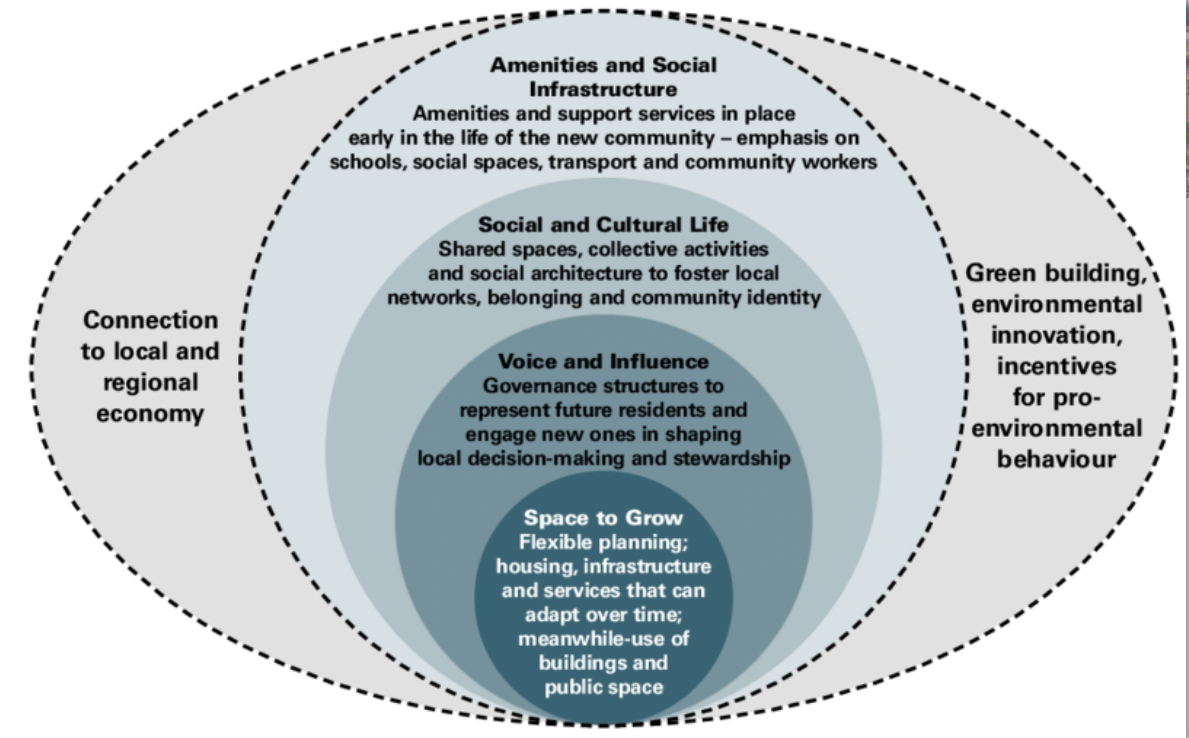 Amenities and Social
Infrastructure
Amenities and support services in place
early in the life of the new community – emphasis on
schools, social spaces, transport and community workers
Social and Cultural Life
Shared spaces, collective activities
and social architecture to foster local
networks, belonging and community identity
Voice and Influence
Governance structures to
represent future residents and
engage new ones in shaping
local decision-making and stewardship
Space to Grow
Flexible planning;
housing, infrastructure
and services that can
adapt over time;
meanwhile-use of
buildings and
public space
Connection
to local and
regional
economy
Green building,
environmental
innovation,
incentives
for pro-
environmental
behaviour